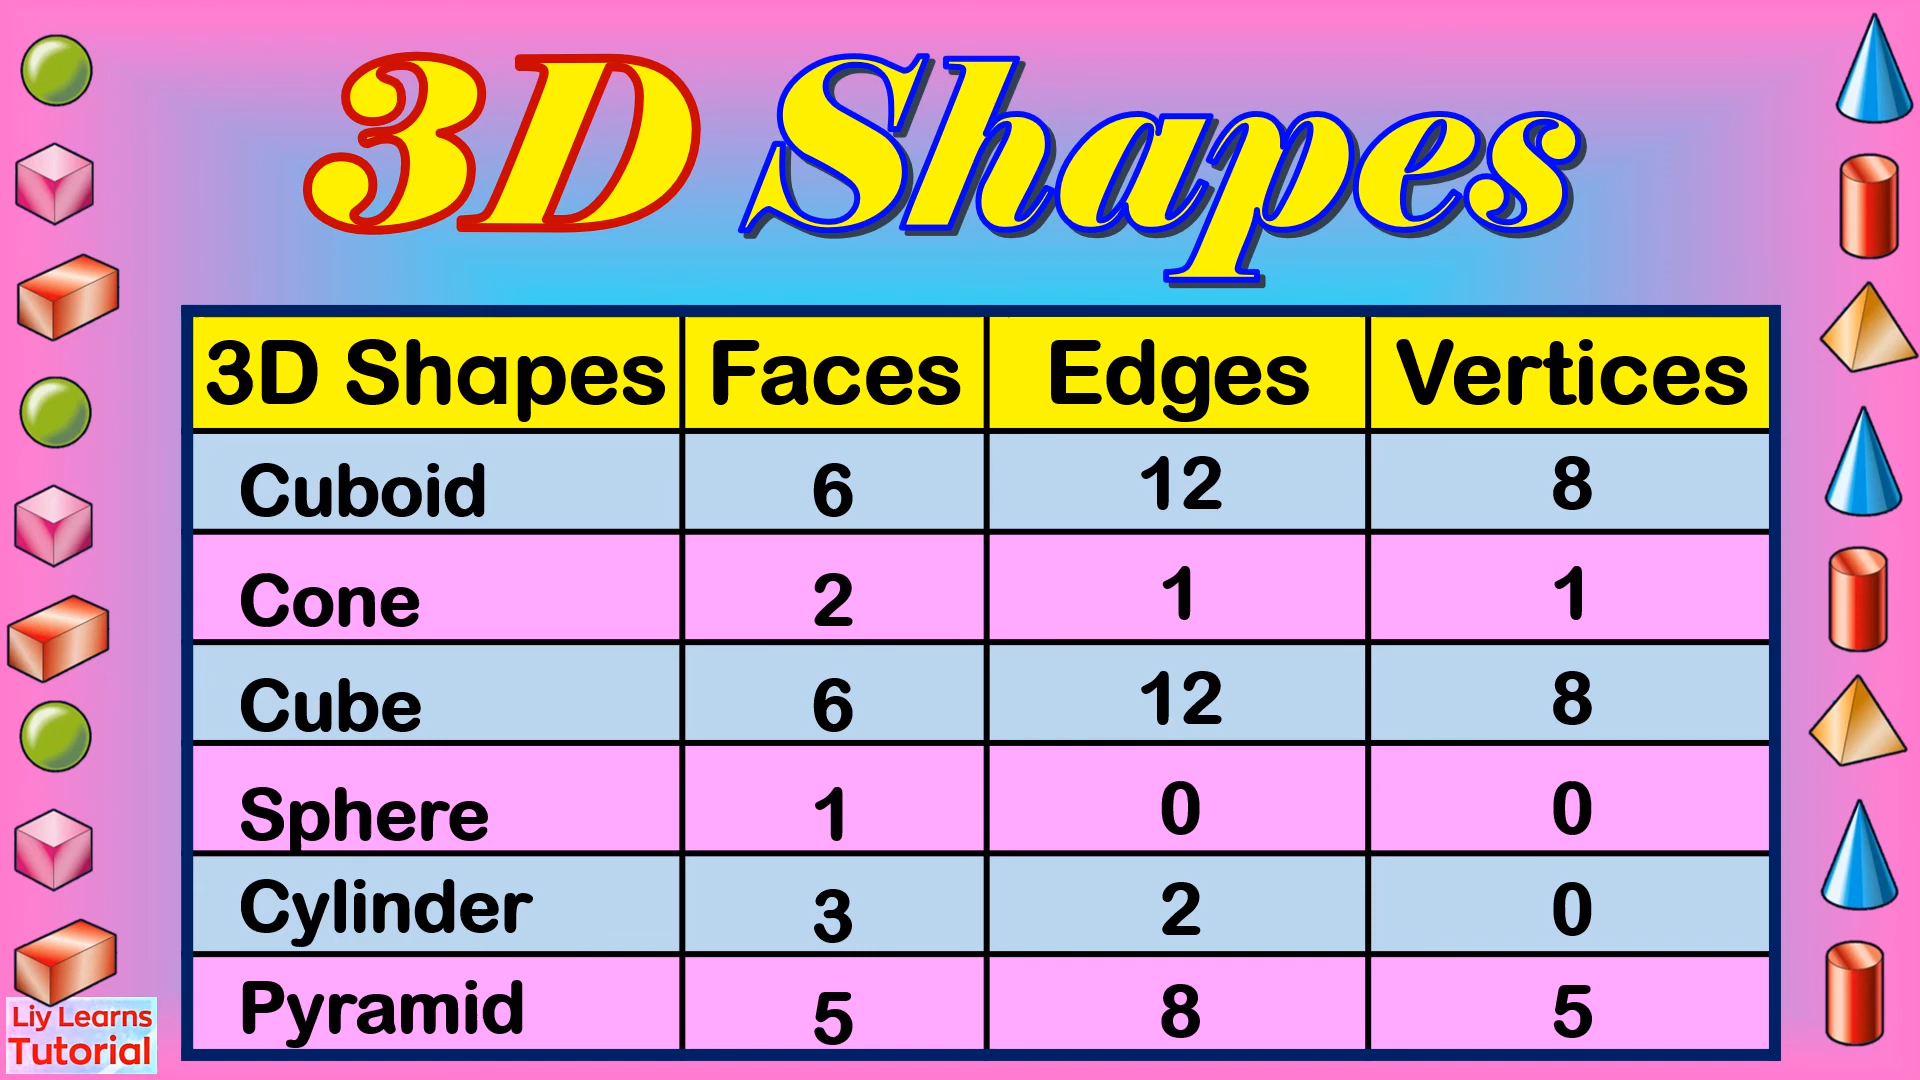 3D Shapes
3D Shapes Faces Edges Vertices
Cuboid 6 12 8
Cone 2 1 1
Cube 6 12 8
Sphere 1 0 0
Cylinder 3 2 0
Pyramid 5 8 5
Liy Learns
Tutorial